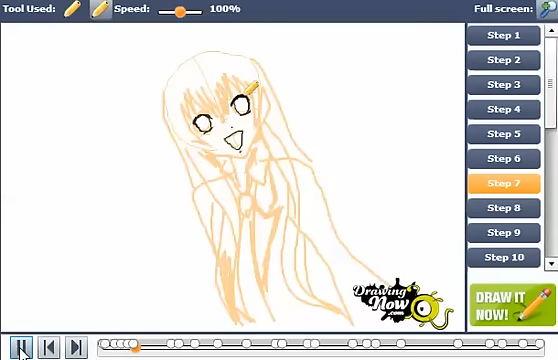 Tool Used: Speed: 100% Full screen:
Step 1
Step 2
Step 3
Step 4
Step 5
Step 6
Step 7
Step 8
Step 9
Step 10
Drawing
Now.com
DRAW IT
NOW!